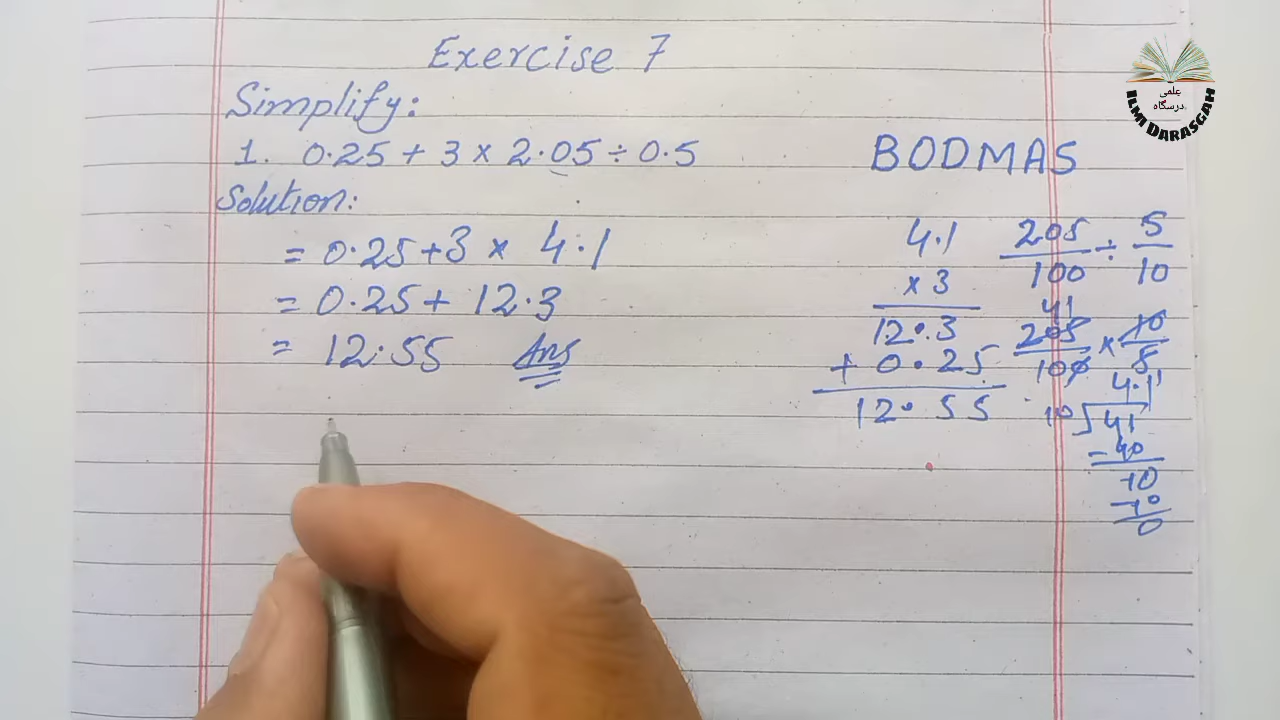 Exercise 7
Simplify:
1. 0.25 + 3 × 2.05 ÷ 0.5
Solution:
= 0.25 + 3 × 4.1
= 0.25 + 12.3
= 12.55 Ans
BODMAS
4.1
× 3
12.3
+ 0.25
12.55
205/100 ÷ 5/10
41
205/100 × 10/5
4.1
10 41
- 40
10
- 10
0
علمی
درسگاه
ILMI DARASGAH